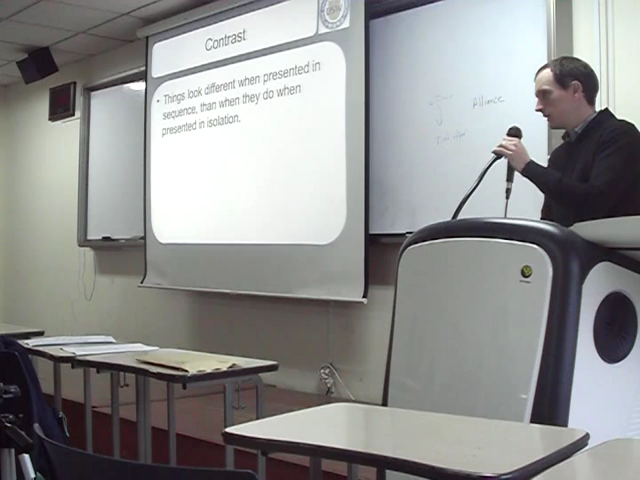 Contrast
• Things look different when presented in
sequence, than when they do when
presented in isolation.
Alliance